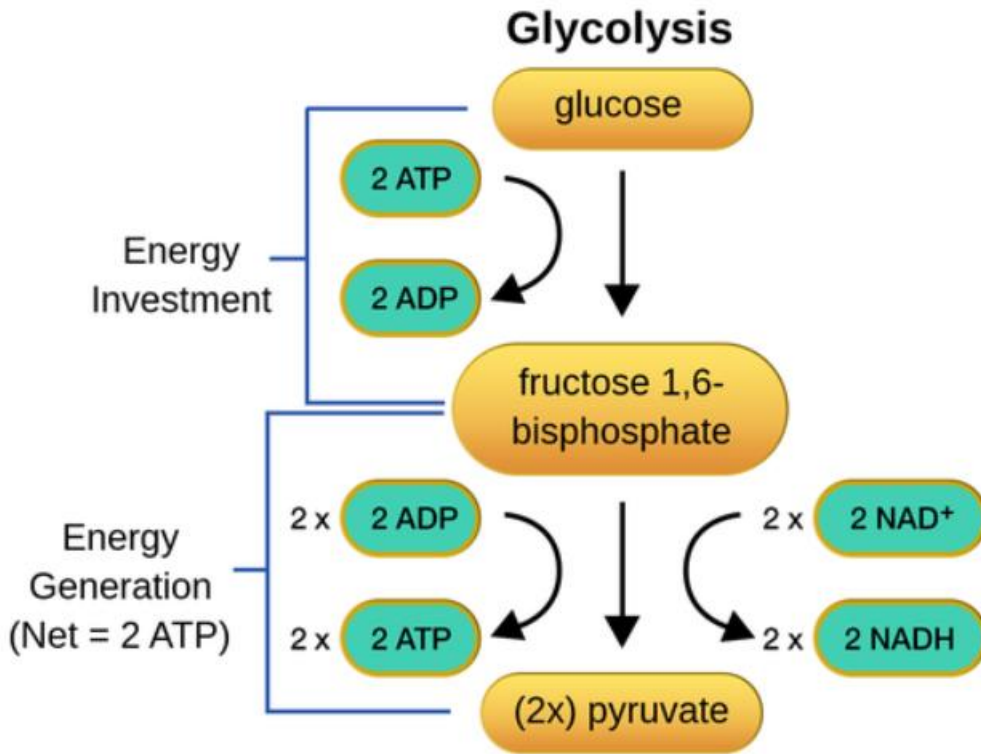 Glycolysis
glucose
2 ATP
2 ADP
Energy
Investment
fructose 1,6-
bisphosphate
2 x 2 ADP
2 x 2 NAD⁺
Energy
Generation
(Net = 2 ATP)
2 x 2 ATP
2 x 2 NADH
(2x) pyruvate